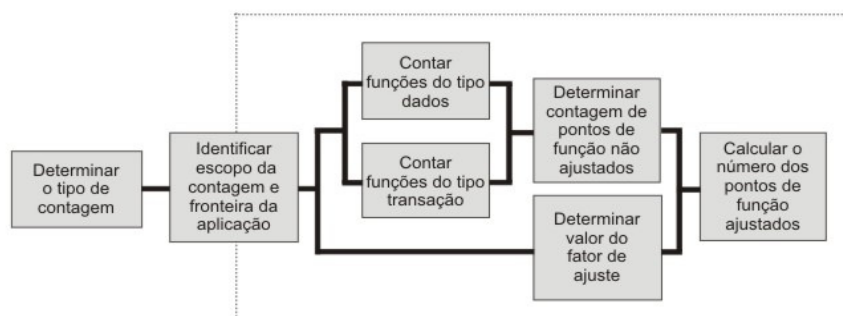 Determinar
o tipo de
contagem
Identificar
escopo da
contagem e
fronteira da
aplicação
Contar
funções do tipo
dados
Contar
funções do tipo
transação
Determinar
contagem de
pontos de
função não
ajustados
Determinar
valor do
fator de
ajuste
Calcular o
número dos
pontos de
função
ajustados